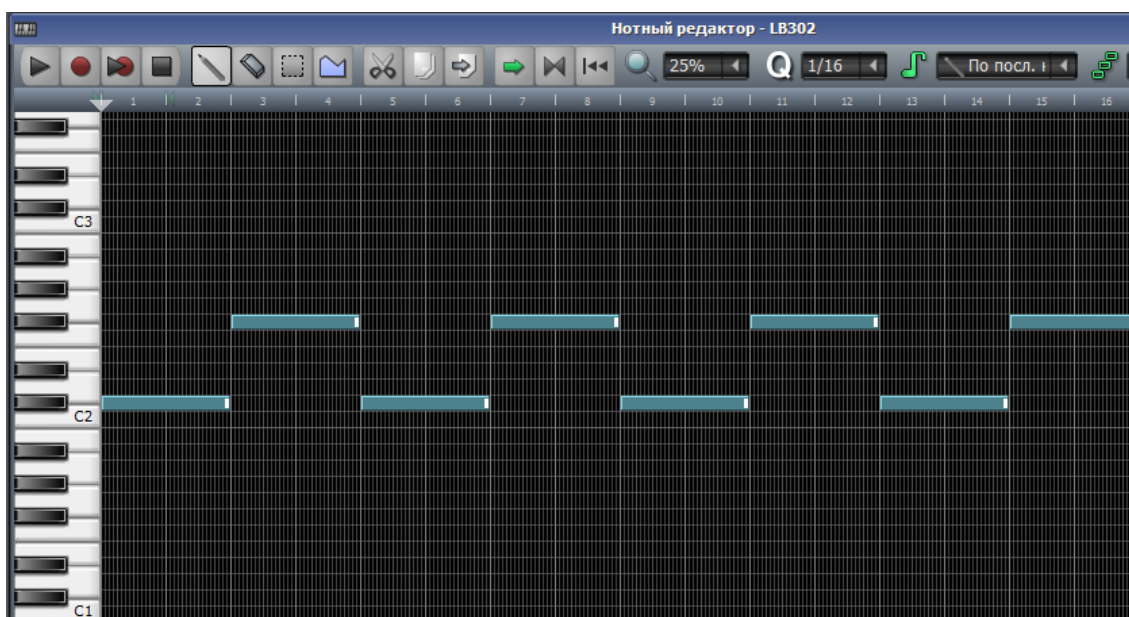 Нотный редактор - LB302
25% Q 1/16 По посл. н
1 2 3 4 5 6 7 8 9 10 11 12 13 14 15 16
C3
C2
C1